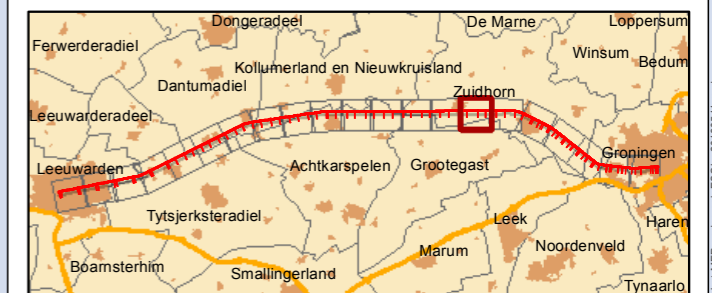 Dongeradeel
De Marne
Loppersum
Ferwerderadiel
Winsum
Bedum
Kollumerland en Nieuwkruisland
Dantumadiel
Zuidhorn
Leeuwarderadeel
Groningen
Leeuwarden
Achtkarspelen
Grootegast
Tytsjerksteradiel
Leek
Haren
Noordenveld
Marum
Boarnsterhim
Smallingerland
Tynaarlo